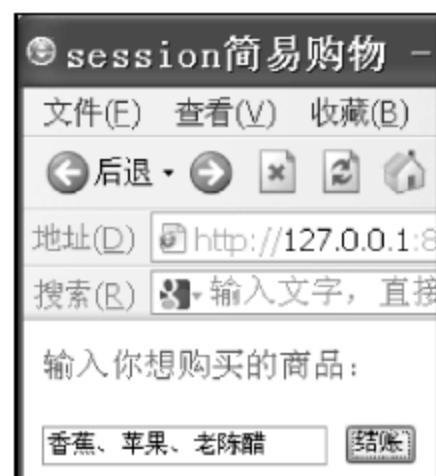 session简易购物 -
文件(F) 查看(V) 收藏(B)
后退
地址(D) http://127.0.0.1:8
搜索(R) 输入文字，直接
输入你想购买的商品：
香蕉、苹果、老陈醋 结账